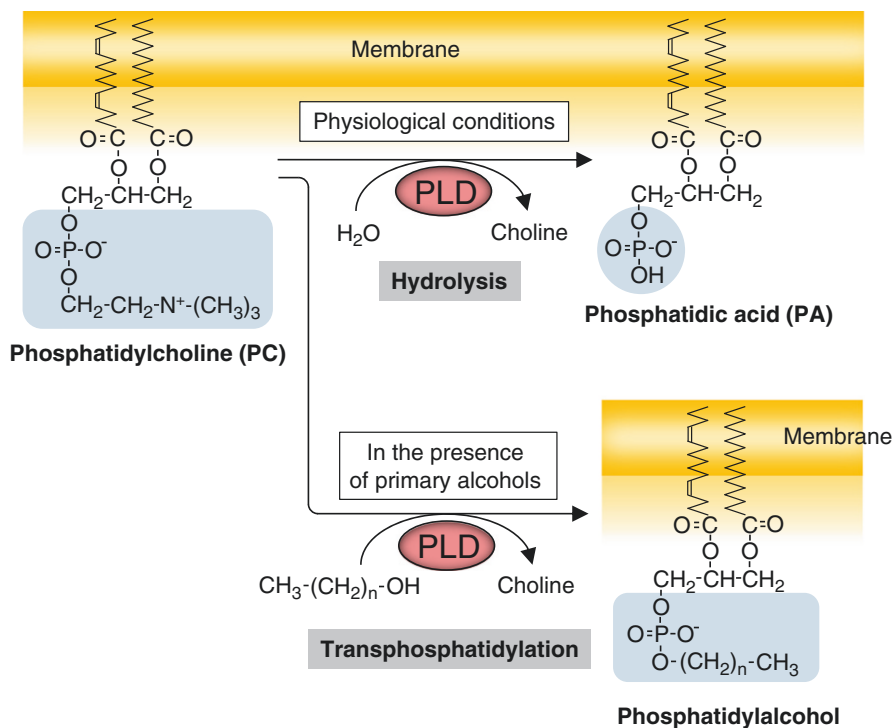 Membrane
Physiological conditions
O=C C=O
O O
CH₂-CH-CH₂
O
O=P-O⁻
O
CH₂-CH₂-N⁺-(CH₃)₃
Phosphatidylcholine (PC)
PLD
H₂O Choline
Hydrolysis
O=C C=O
O O
CH₂-CH-CH₂
O
O=P-O⁻
OH
Phosphatidic acid (PA)
In the presence
of primary alcohols
PLD
CH₃-(CH₂)ₙ-OH Choline
Transphosphatidylation
Membrane
O=C C=O
O O
CH₂-CH-CH₂
O
O=P-O⁻
O-(CH₂)ₙ-CH₃
Phosphatidylalcohol